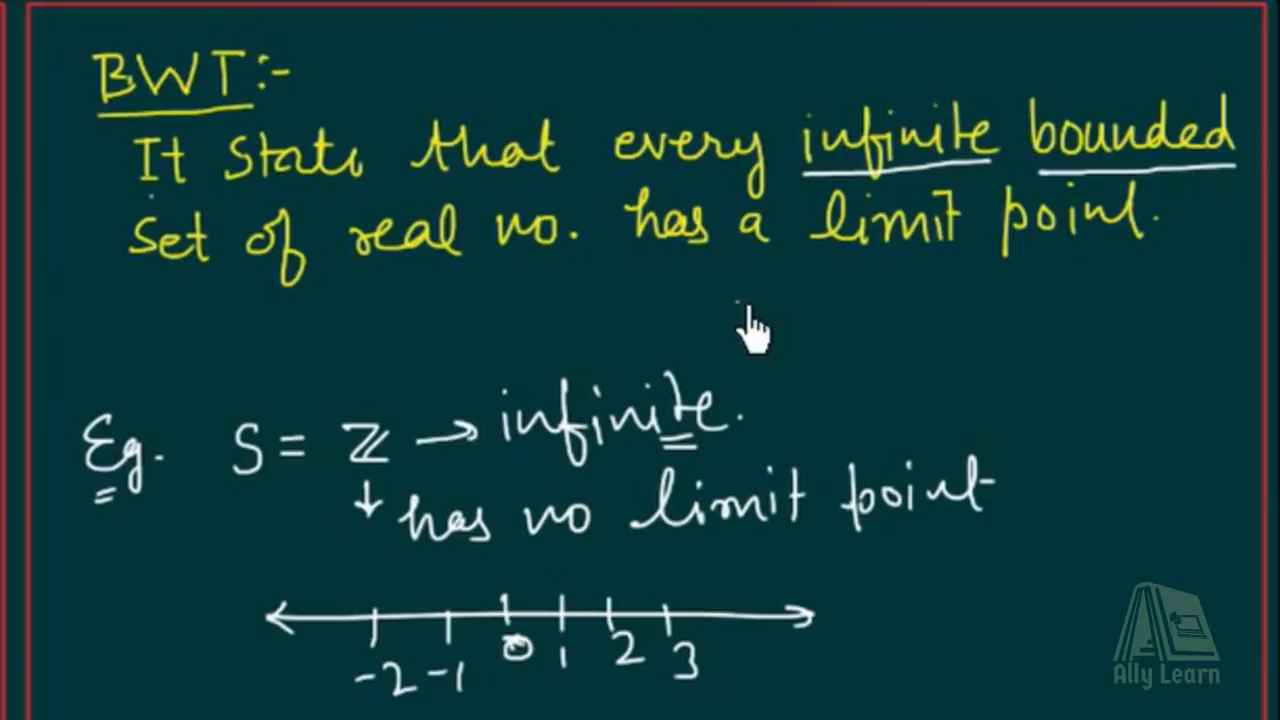 BWT:-
It States that every infinite bounded
set of real no. has a limit point.
Eg. S = ℤ → infinite.
↓ has no limit point
-2 -1 0 1 2 3
Ally Learn